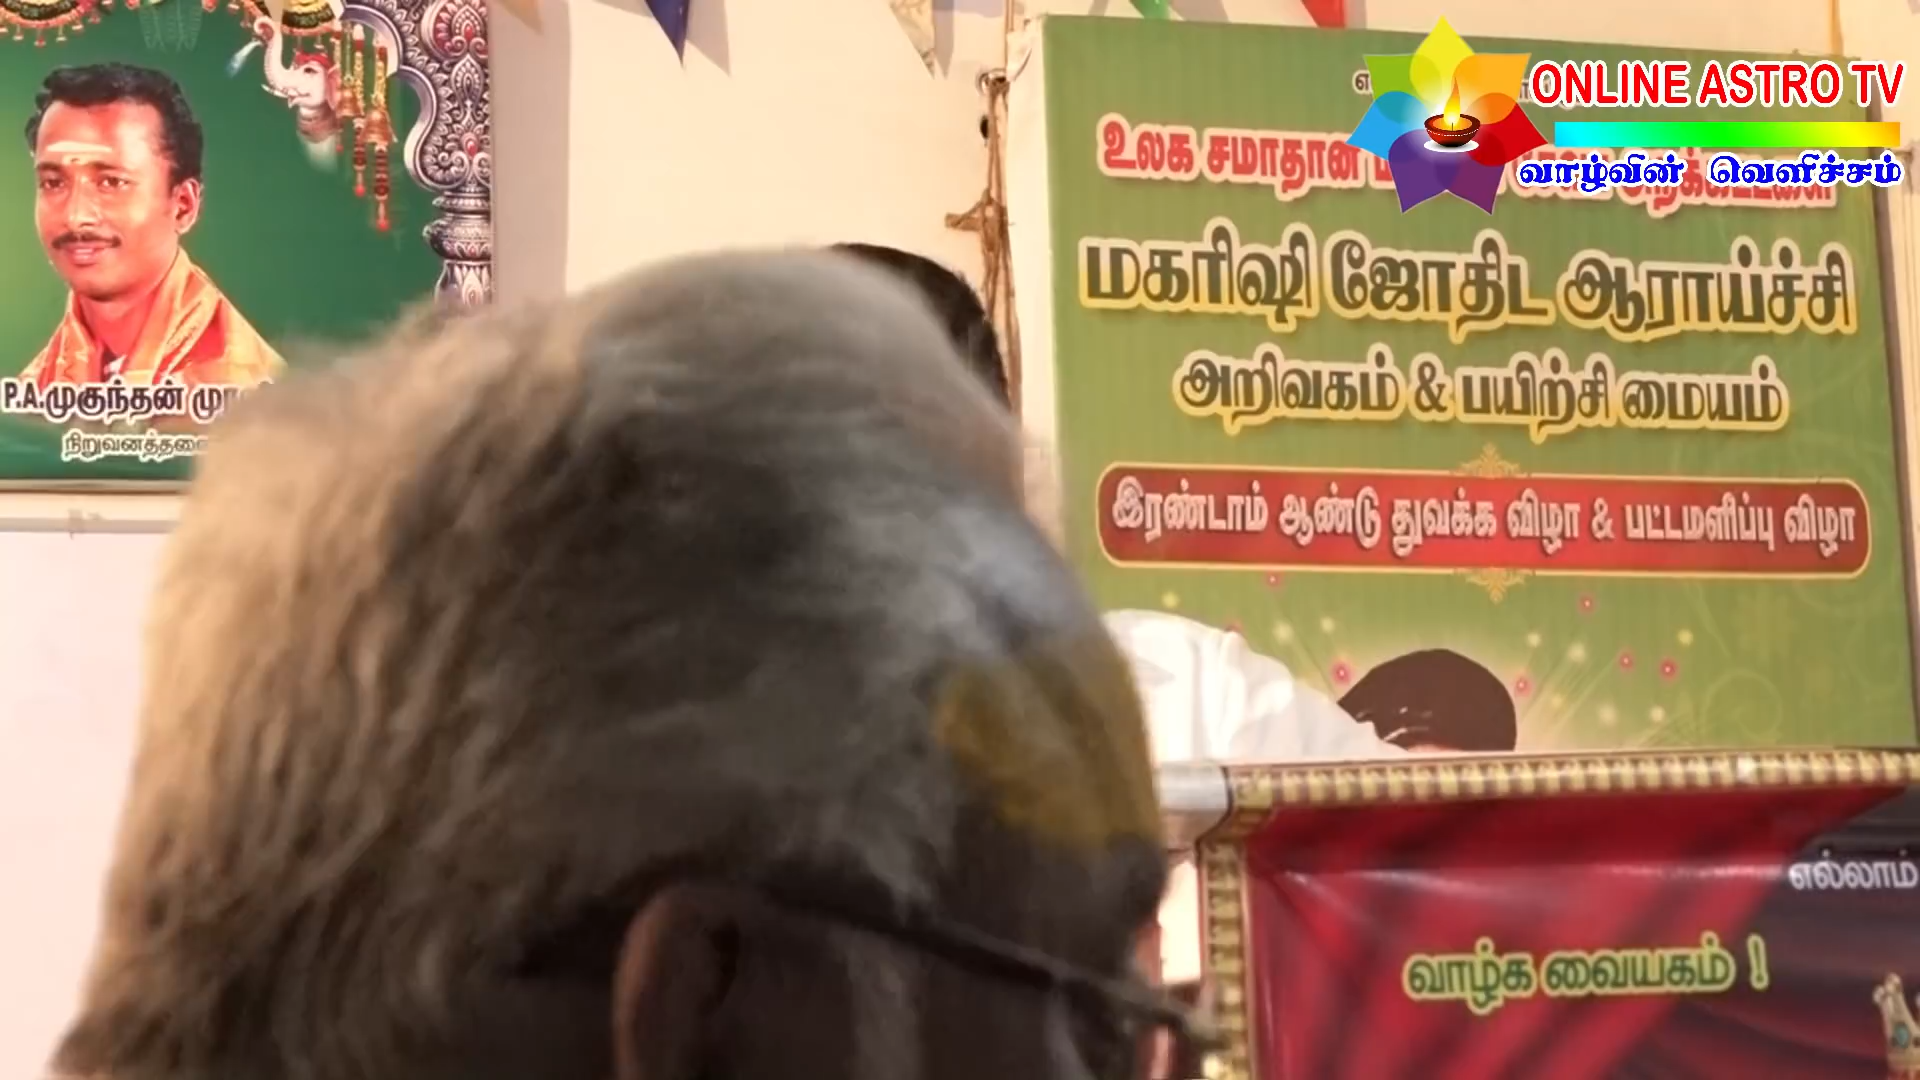 ONLINE ASTRO TV
வாழ்வின் வெளிச்சம்
உலக சமாதான
மகரிஷி ஜோதிட ஆராய்ச்சி
அறிவகம் & பயிற்சி மையம்
இரண்டாம் ஆண்டு துவக்க விழா & பட்டமளிப்பு விழா
P.A.முகுந்தன்
எல்லாம்
வாழ்க வையகம் !